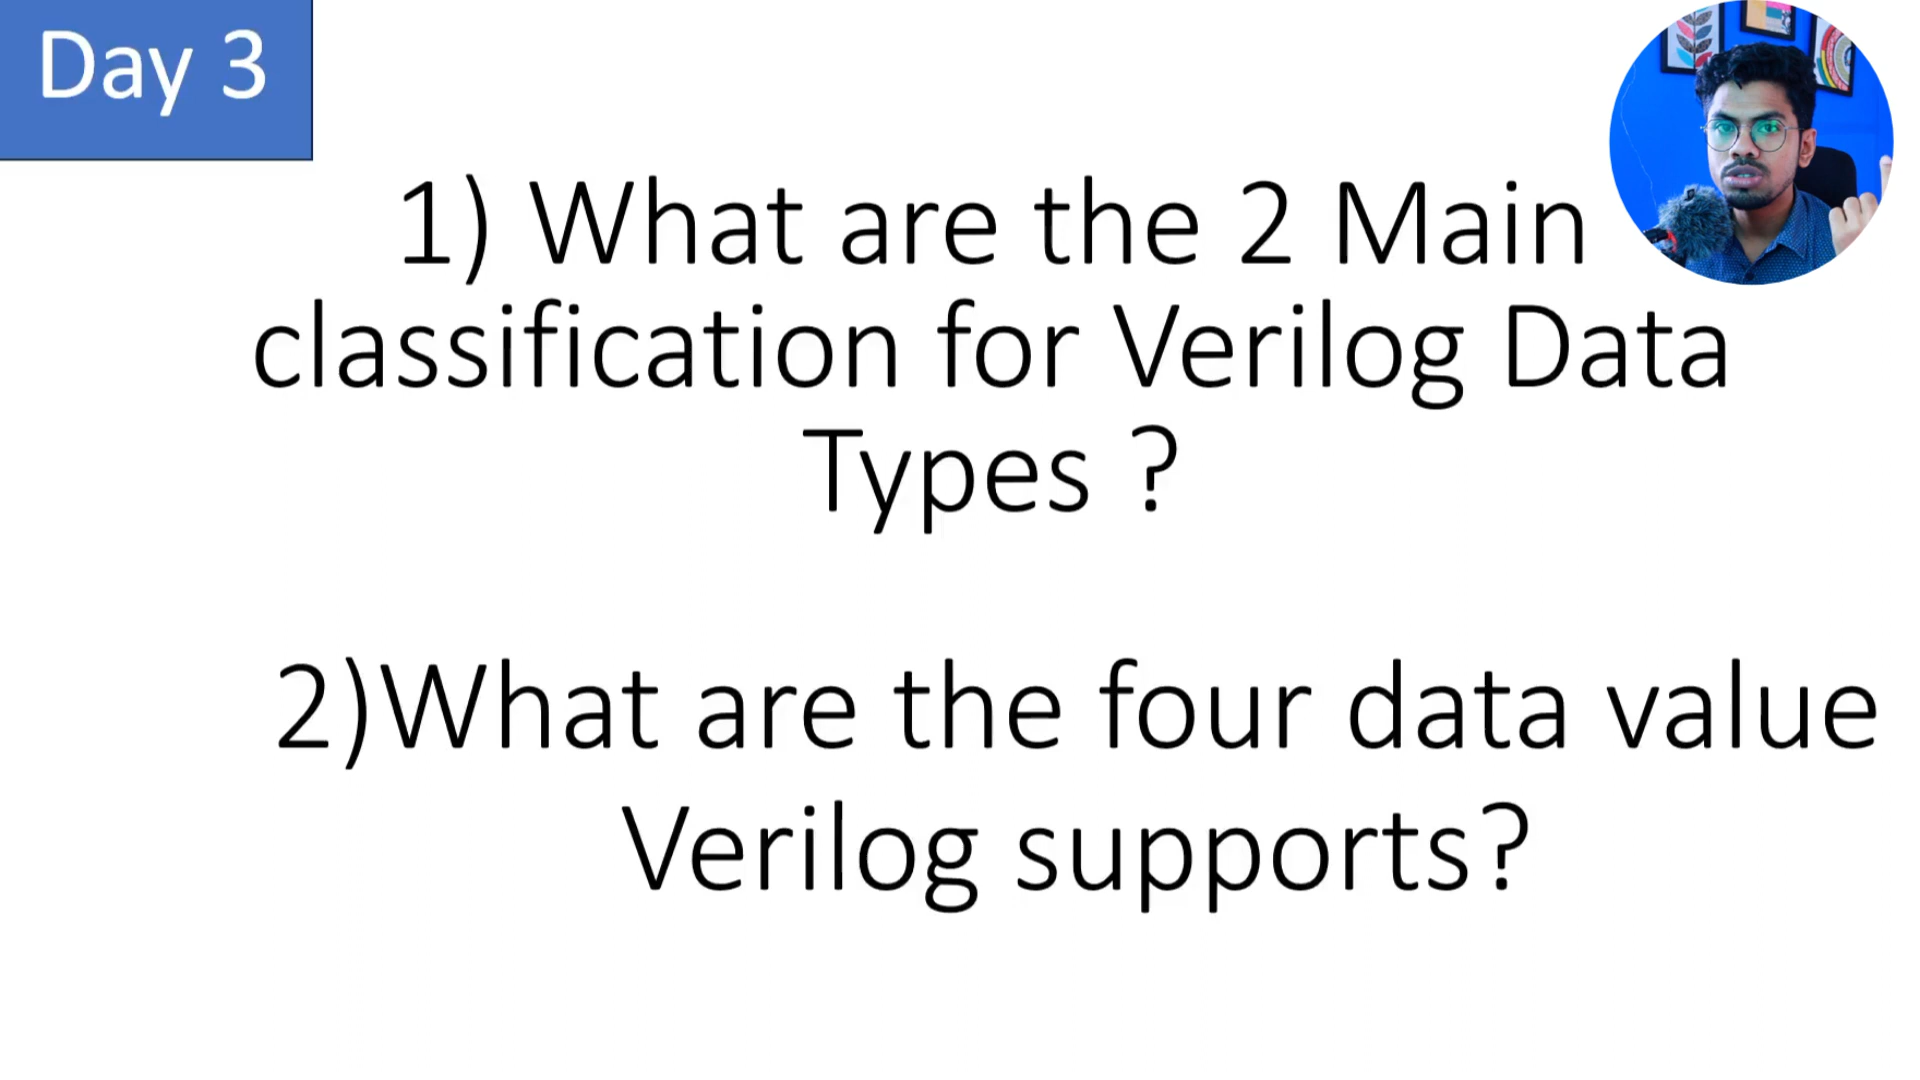 Day 3
1) What are the 2 Main
classification for Verilog Data
Types ?
2)What are the four data value
Verilog supports?